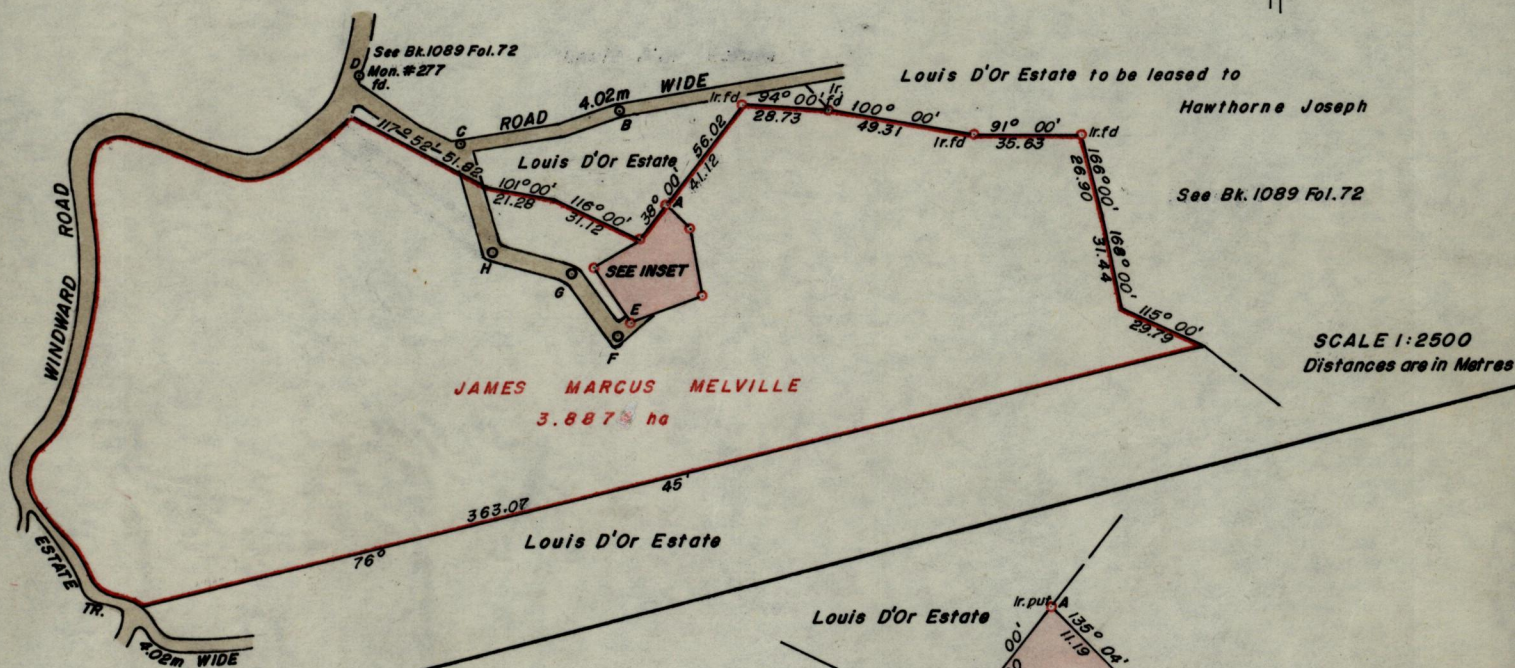 See Bk.1089 Fol.72
D
Mon.#277
fd.
Louis D'Or Estate to be leased to
Hawthorne Joseph
See Bk.1089 Fol.72
C
ROAD
4.02m
WIDE
B
Ir.fd
94° 00'
28.73
Ir.
fd
100° 00'
49.31
Ir.fd
91° 00'
35.63
Ir.fd
166° 00'
26.90
168° 00'
31.44
115° 00'
29.79
117° 52'
51.82
Louis D'Or Estate
101° 00'
21.28
116° 00'
31.12
38° 00'
56.02
41.12
A
SEE INSET
H
G
E
F
WINDWARD ROAD
SCALE 1:2500
Distances are in Metres
JAMES MARCUS MELVILLE
3.887 ha
76° 45'
363.07
Louis D'Or Estate
ESTATE
TR.
4.02m WIDE
Louis D'Or Estate
Ir.put A
135° 04'
11.19
00'
0